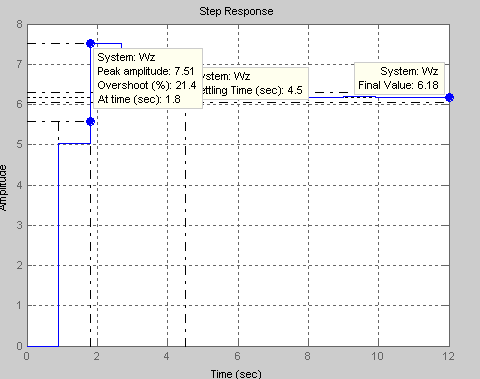 Step Response
8
7
6
5
4
3
2
1
0
System: Wz
Peak amplitude: 7.51
Overshoot (%): 21.4
At time (sec): 1.8
System: Wz
ettling Time (sec): 4.5
System: Wz
Final Value: 6.18
Amplitude
0 2 4 6 8 10 12
Time (sec)